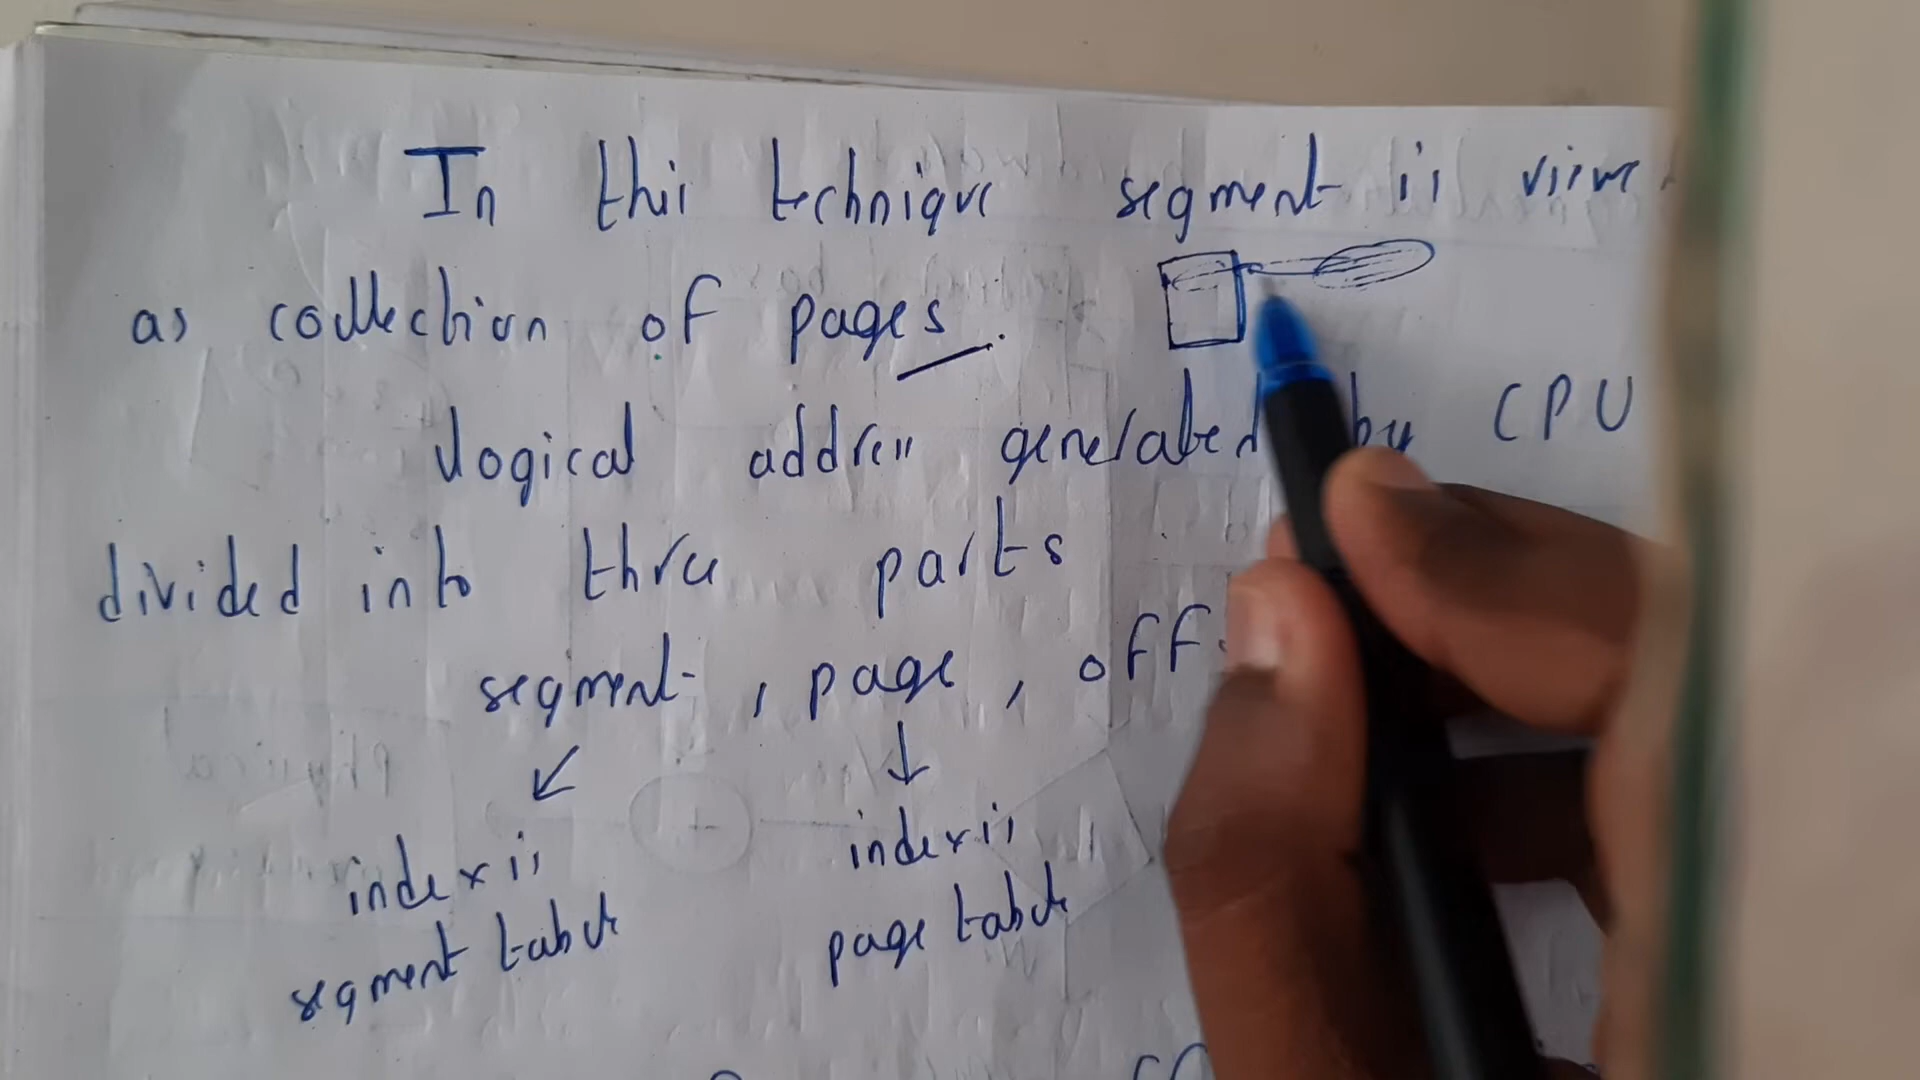 In this technique segment is view
as collection of pages.
logical address generated by CPU
divided into three parts
segment, page, off
↙ ↓
index is index is
segment table page table